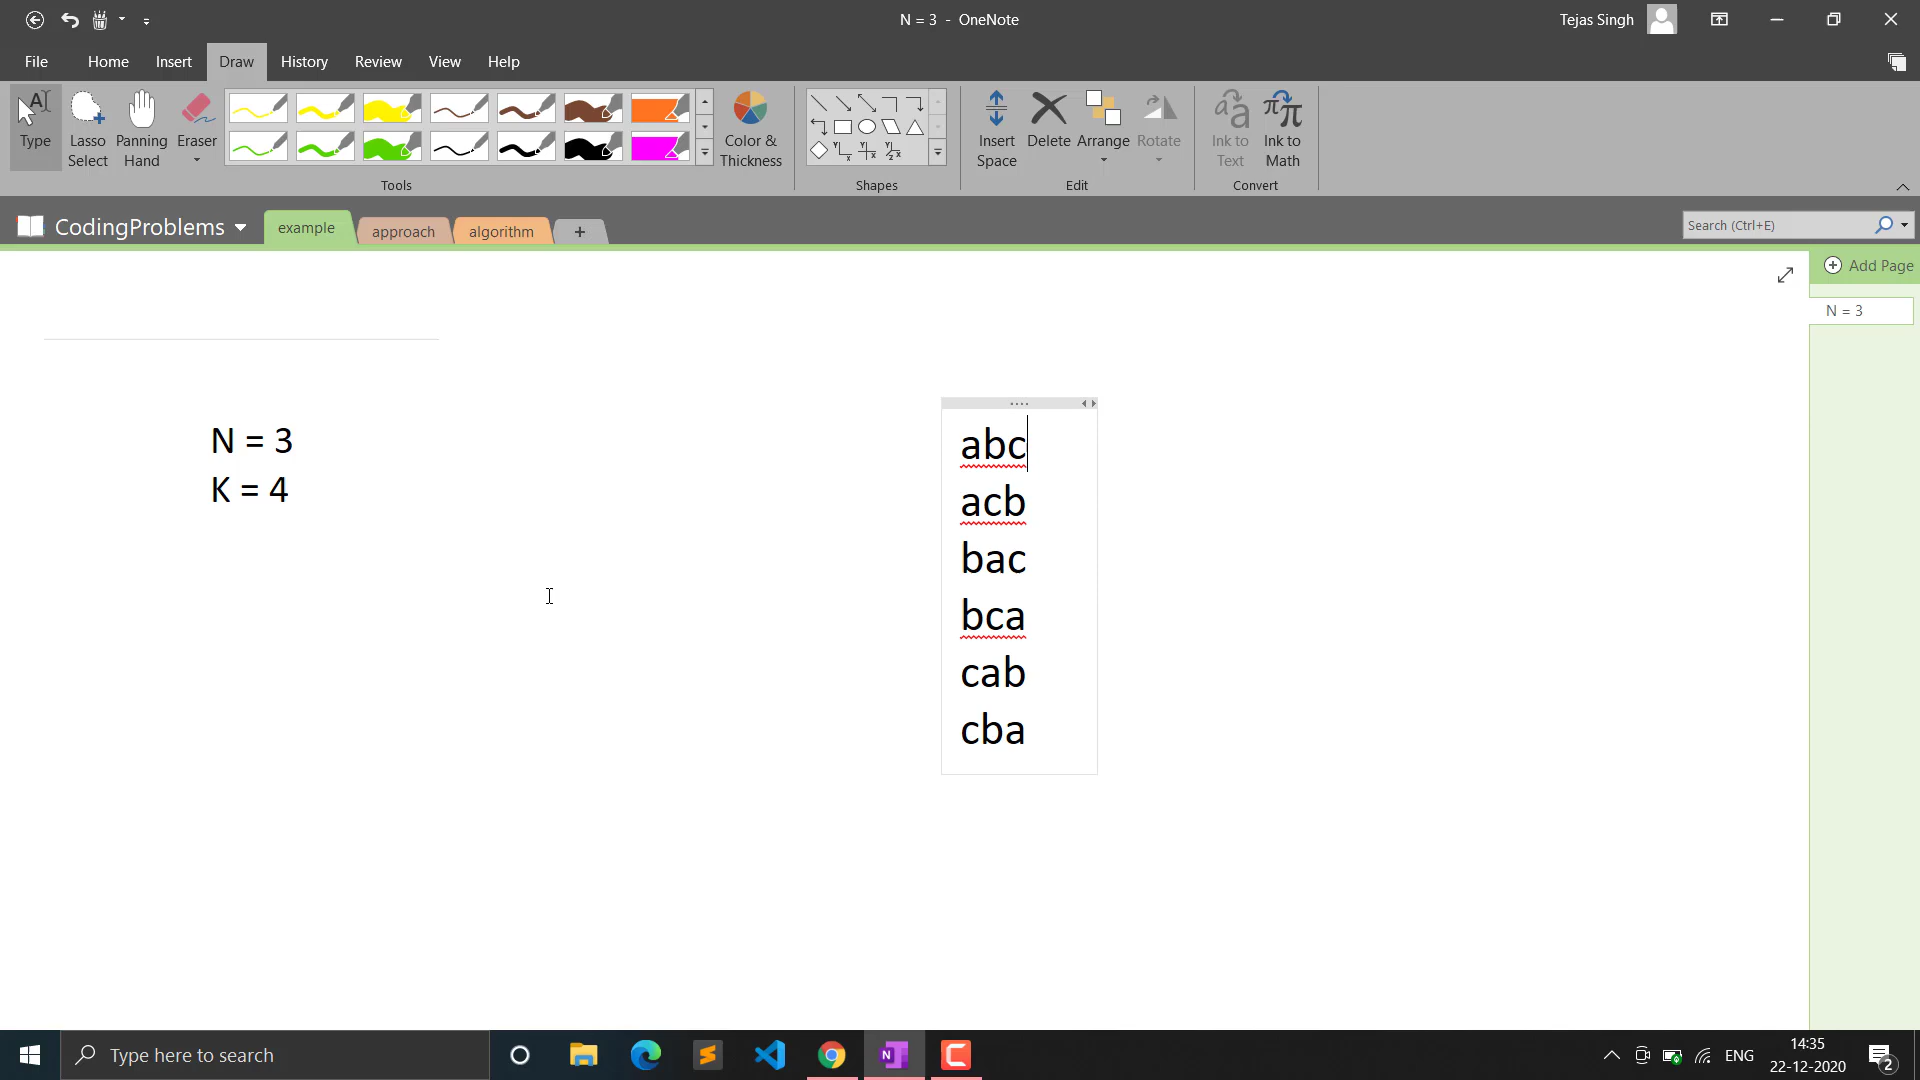 N = 3 - OneNote
Tejas Singh
File Home Insert Draw History Review View Help
Type
Lasso Select
Panning Hand
Eraser
Color & Thickness
Insert Space
Delete
Arrange
Rotate
Ink to Text
Ink to Math
Tools
Shapes
Edit
Convert
CodingProblems
example
approach
algorithm
+
Search (Ctrl+E)
Add Page
N = 3
N = 3
K = 4
abc
acb
bac
bca
cab
cba
Type here to search
ENG
14:35
22-12-2020
2